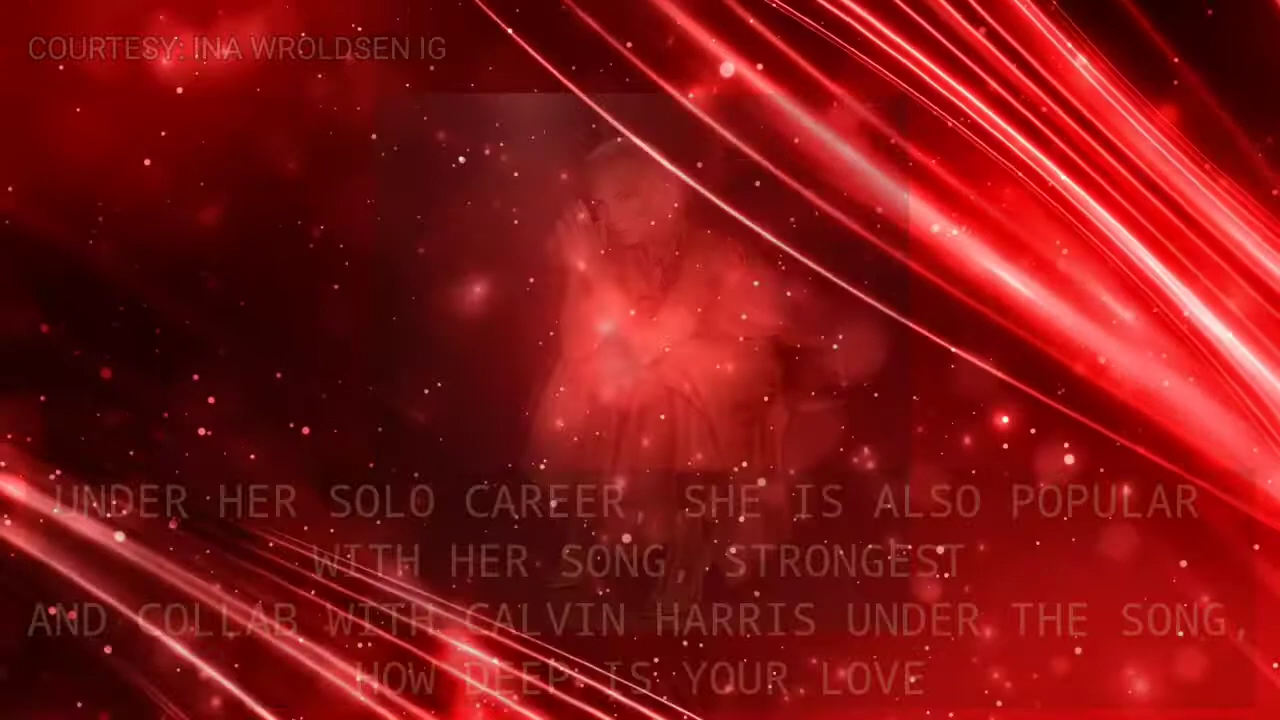 COURTESY: INA WROLDSEN IG
UNDER HER SOLO CAREER SHE IS ALSO POPULAR
WITH HER SONG, STRONGEST
AND COLLAB WITH CALVIN HARRIS UNDER THE SONG
HOW DEEP IS YOUR LOVE